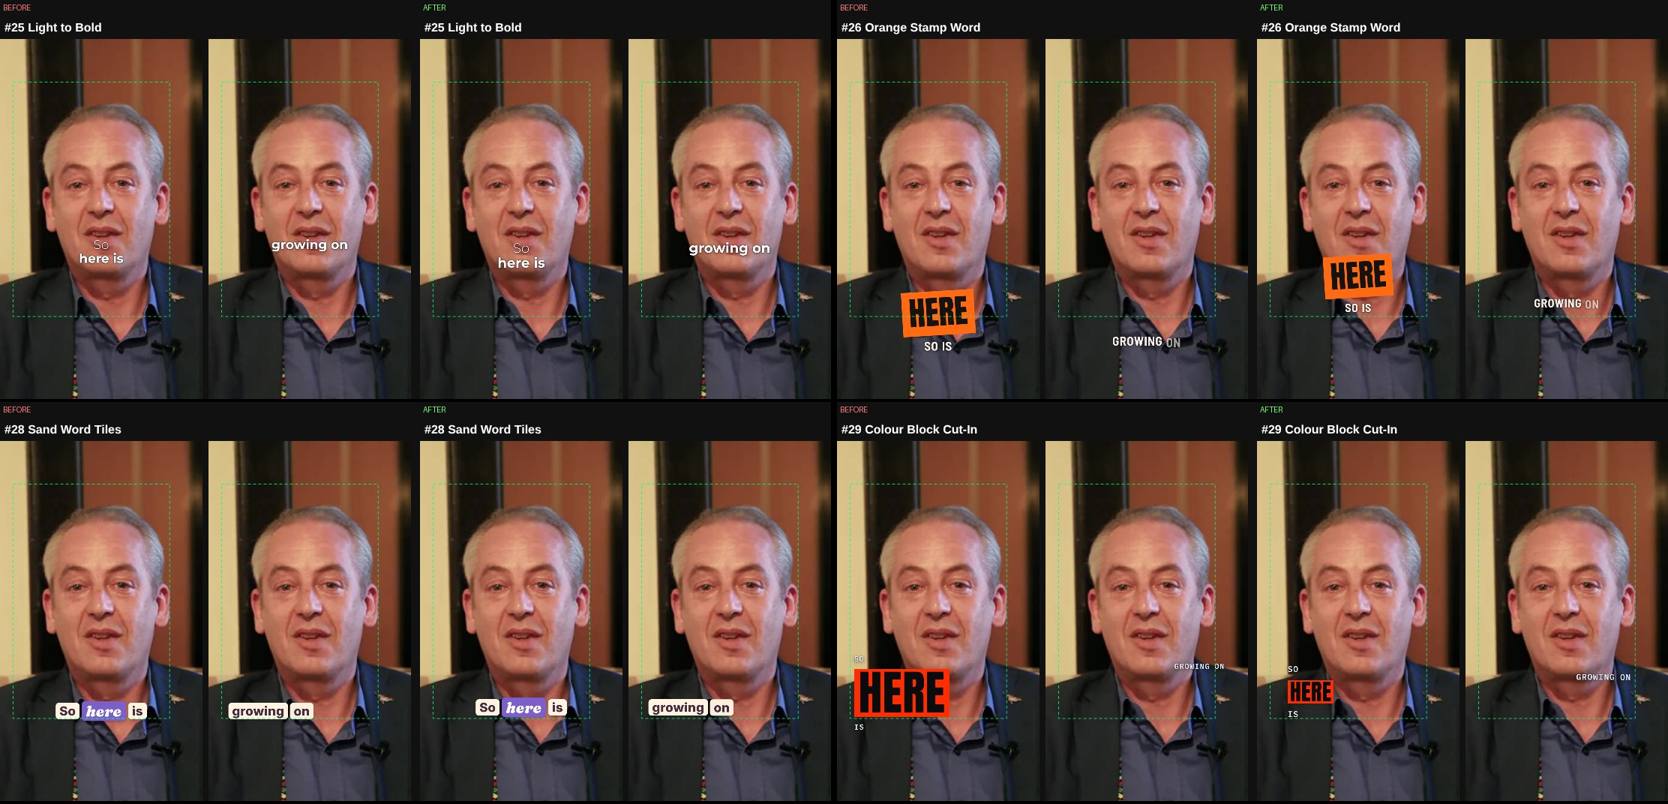 BEFORE
#25 Light to Bold
So
here is
growing on
AFTER
#25 Light to Bold
So
here is
growing on
BEFORE
#26 Orange Stamp Word
HERE
SO IS
GROWING ON
AFTER
#26 Orange Stamp Word
HERE
SO IS
GROWING ON
BEFORE
#28 Sand Word Tiles
So here is
growing on
AFTER
#28 Sand Word Tiles
So here is
growing on
BEFORE
#29 Colour Block Cut-In
SO
HERE
IS
GROWING ON
AFTER
#29 Colour Block Cut-In
SO
HERE
IS
GROWING ON